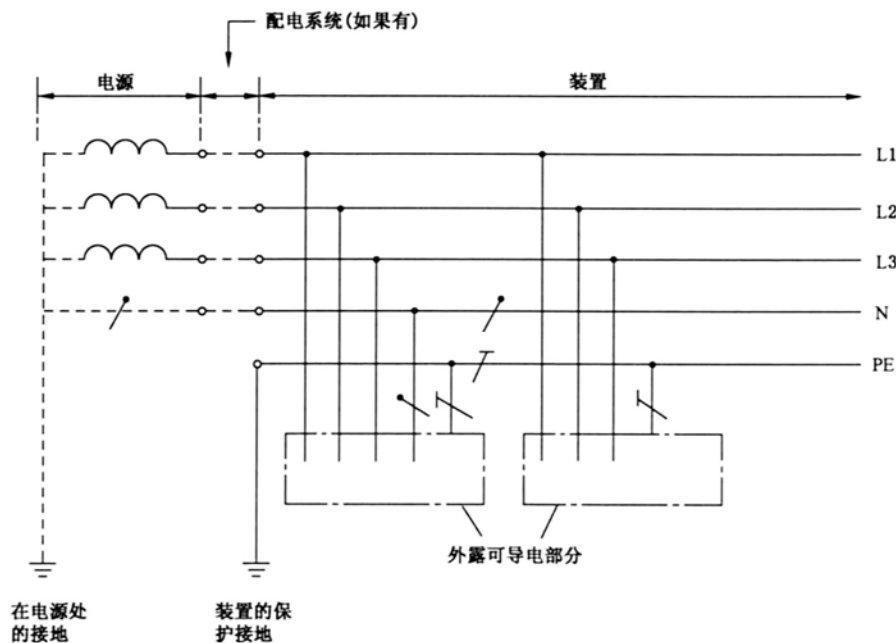 配电系统(如果有)
电源
装置
L1
L2
L3
N
PE
外露可导电部分
在电源处
的接地
装置的保
护接地